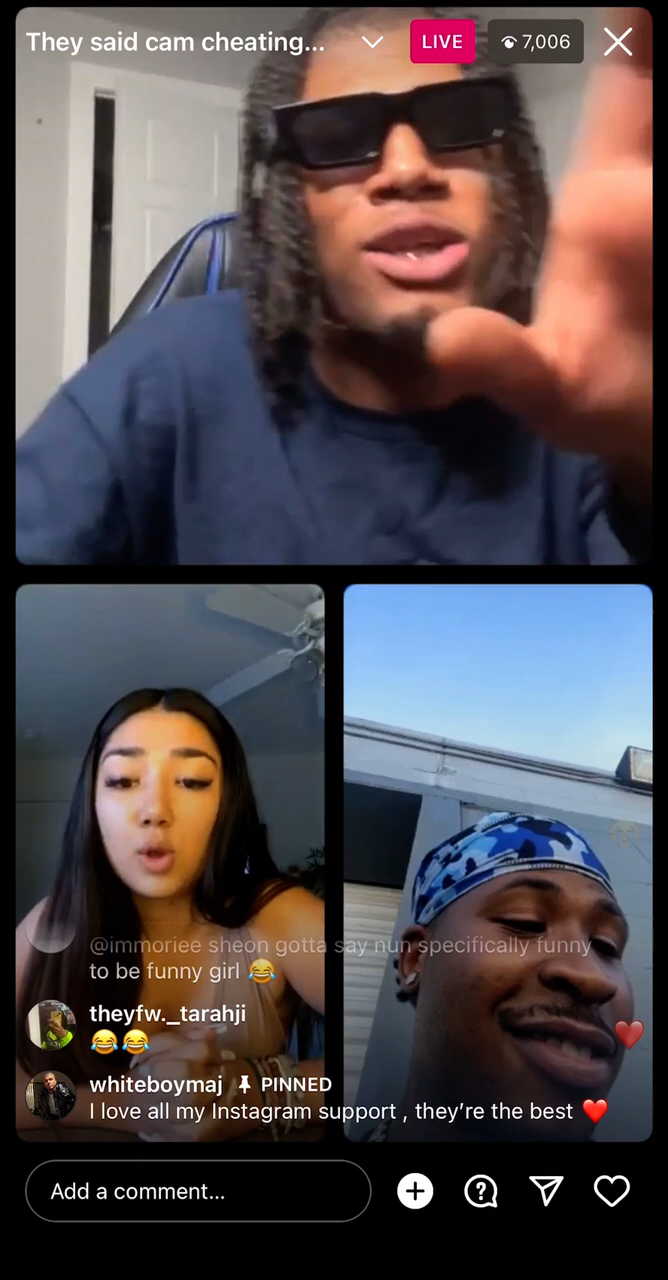 They said cam cheating...
LIVE
7,006
@immoriee sheon gotta say nun specifically funny
to be funny girl 😂
theyfw._tarahji
😂😂
whiteboymaj PINNED
I love all my Instagram support , they’re the best ❤️
Add a comment...